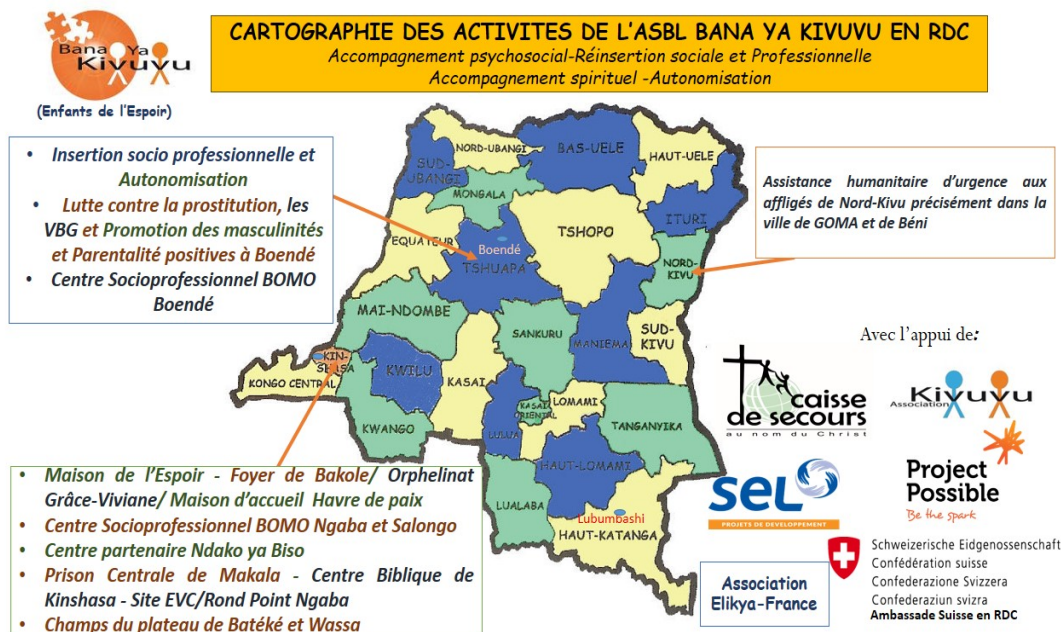 Bana Ya
Kivuvu
(Enfants de l'Espoir)
CARTOGRAPHIE DES ACTIVITES DE L'ASBL BANA YA KIVUVU EN RDC
Accompagnement psychosocial-Réinsertion sociale et Professionnelle
Accompagnement spirituel -Autonomisation
• Insertion socio professionnelle et
Autonomisation
• Lutte contre la prostitution, les
VBG et Promotion des masculinités
et Parentalité positives à Boendé
• Centre Socioprofessionnel BOMO
Boendé
Assistance humanitaire d'urgence aux
affligés de Nord-Kivu précisément dans la
ville de GOMA et de Béni
NORD-UBANGI
BAS-UELE
HAUT-UELE
SUD-
UBANGI
MONGALA
ITURI
EQUATEUR
TSHOPO
Boendé
TSHUAPA
NORD-
KIVU
MAI-NDOMBE
SANKURU
MANIEMA
SUD-
KIVU
KIN-
SHASA
KONGO CENTRAL
KWILU
KASAI
KWANGO
LULUA
KASAI
ORIENTAL
LOMAMI
TANGANYIKA
HAUT-LOMAMI
LUALABA
Lubumbashi
HAUT-KATANGA
• Maison de l'Espoir - Foyer de Bakole/ Orphelinat
Grâce-Viviane/ Maison d'accueil Havre de paix
• Centre Socioprofessionnel BOMO Ngaba et Salongo
• Centre partenaire Ndako ya Biso
• Prison Centrale de Makala - Centre Biblique de
Kinshasa - Site EVC/Rond Point Ngaba
• Champs du plateau de Batéké et Wassa
Avec l'appui de:
caisse
de secours
au nom du Christ
Association Kivuvu
SEL
PROJETS DE DEVELOPPEMENT
Project
Possible
Be the spark
Association
Elikya-France
Schweizerische Eidgenossenschaft
Confédération suisse
Confederazione Svizzera
Confederaziun svizra
Ambassade Suisse en RDC